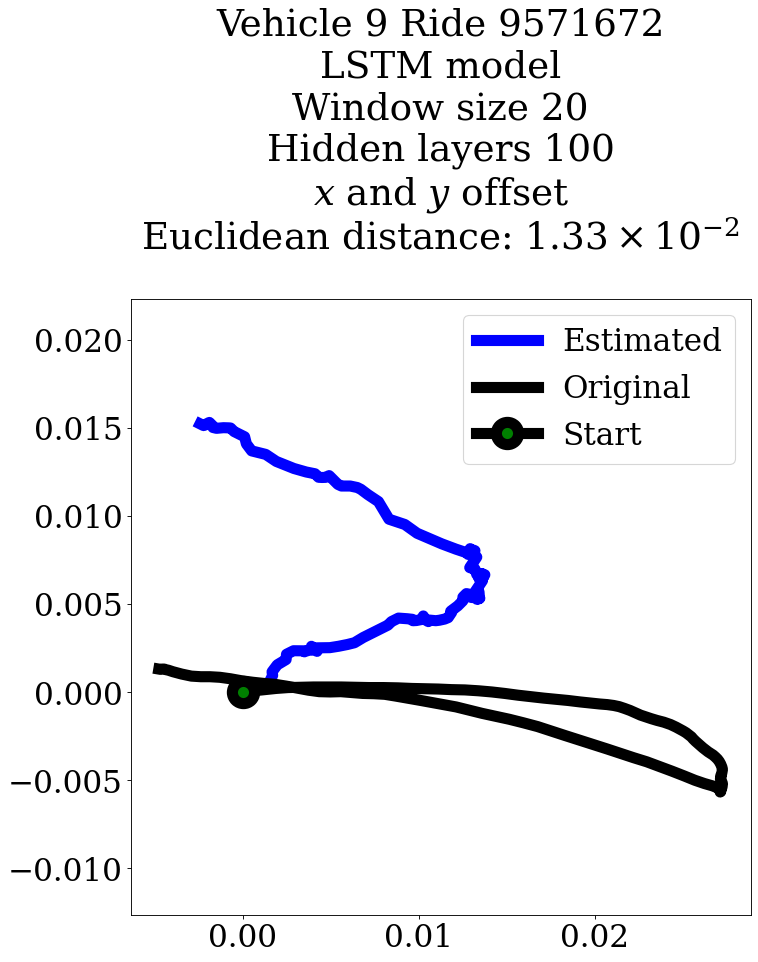 Vehicle 9 Ride 9571672
LSTM model
Window size 20
Hidden layers 100
x and y offset
Euclidean distance: 1.33 × 10⁻²
Estimated
Original
Start
0.020
0.015
0.010
0.005
0.000
−0.005
−0.010
0.00 0.01 0.02